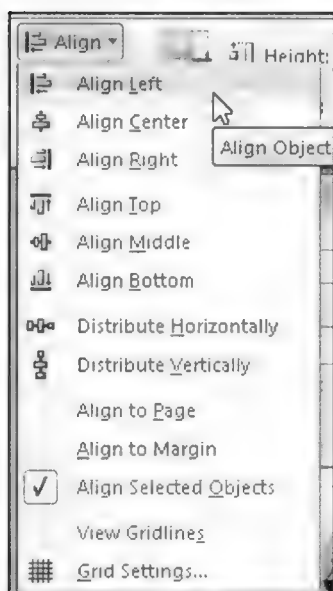 Align
Height:
Align Left
Align Center
Align Object
Align Right
Align Top
Align Middle
Align Bottom
Distribute Horizontally
Distribute Vertically
Align to Page
Align to Margin
Align Selected Objects
View Gridlines
Grid Settings...